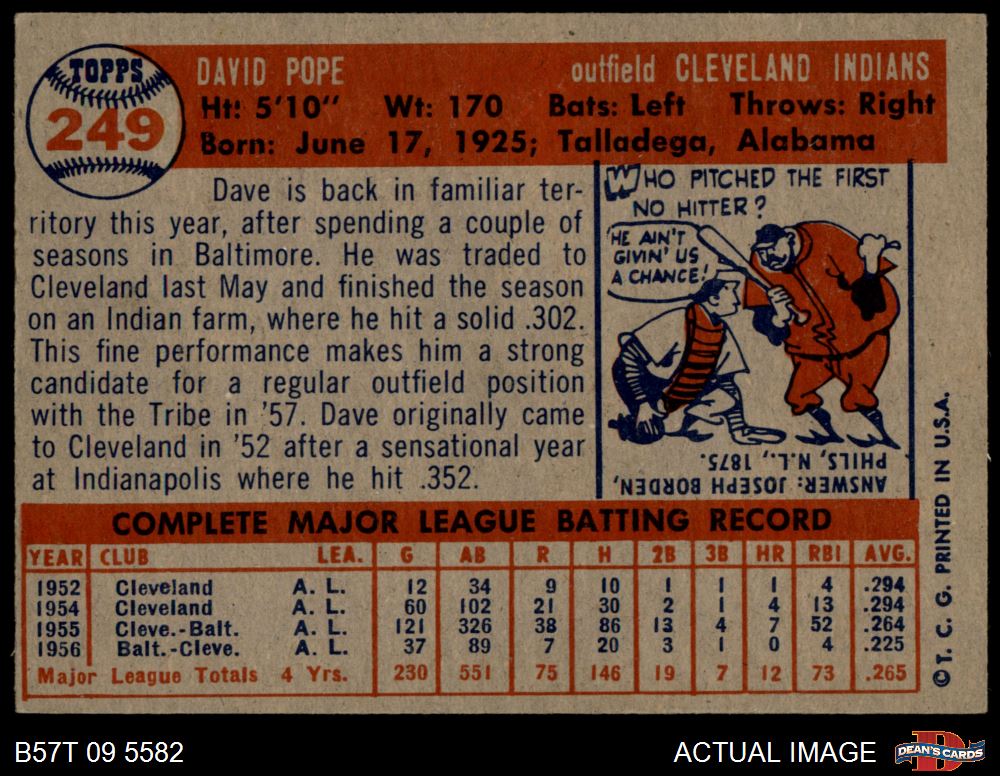 TOPPS
249
DAVID POPE outfield CLEVELAND INDIANS
Ht: 5'10" Wt: 170 Bats: Left Throws: Right
Born: June 17, 1925; Talladega, Alabama
Dave is back in familiar ter-
ritory this year, after spending a couple of
seasons in Baltimore. He was traded to
Cleveland last May and finished the season
on an Indian farm, where he hit a solid .302.
This fine performance makes him a strong
candidate for a regular outfield position
with the Tribe in '57. Dave originally came
to Cleveland in '52 after a sensational year
at Indianapolis where he hit .352.
WHO PITCHED THE FIRST
NO HITTER?
HE AIN'T
GIVIN' US
A CHANCE!
ANSWER: JOSEPH BORDEN,
PHILS, N.L., 1875.
COMPLETE MAJOR LEAGUE BATTING RECORD
YEAR CLUB LEA. G AB R H 2B 3B HR RBI AVG.
1952 Cleveland A. L. 12 34 9 10 1 1 1 4 .294
1954 Cleveland A. L. 60 102 21 30 2 1 4 13 .294
1955 Cleve.-Balt. A. L. 121 326 38 86 13 4 7 52 .264
1956 Balt.-Cleve. A. L. 37 89 7 20 3 1 0 4 .225
Major League Totals 4 Yrs. 230 551 75 146 19 7 12 73 .265
© T. C. G. PRINTED IN U.S.A.
B57T 09 5582 ACTUAL IMAGE DEAN'S CARDS